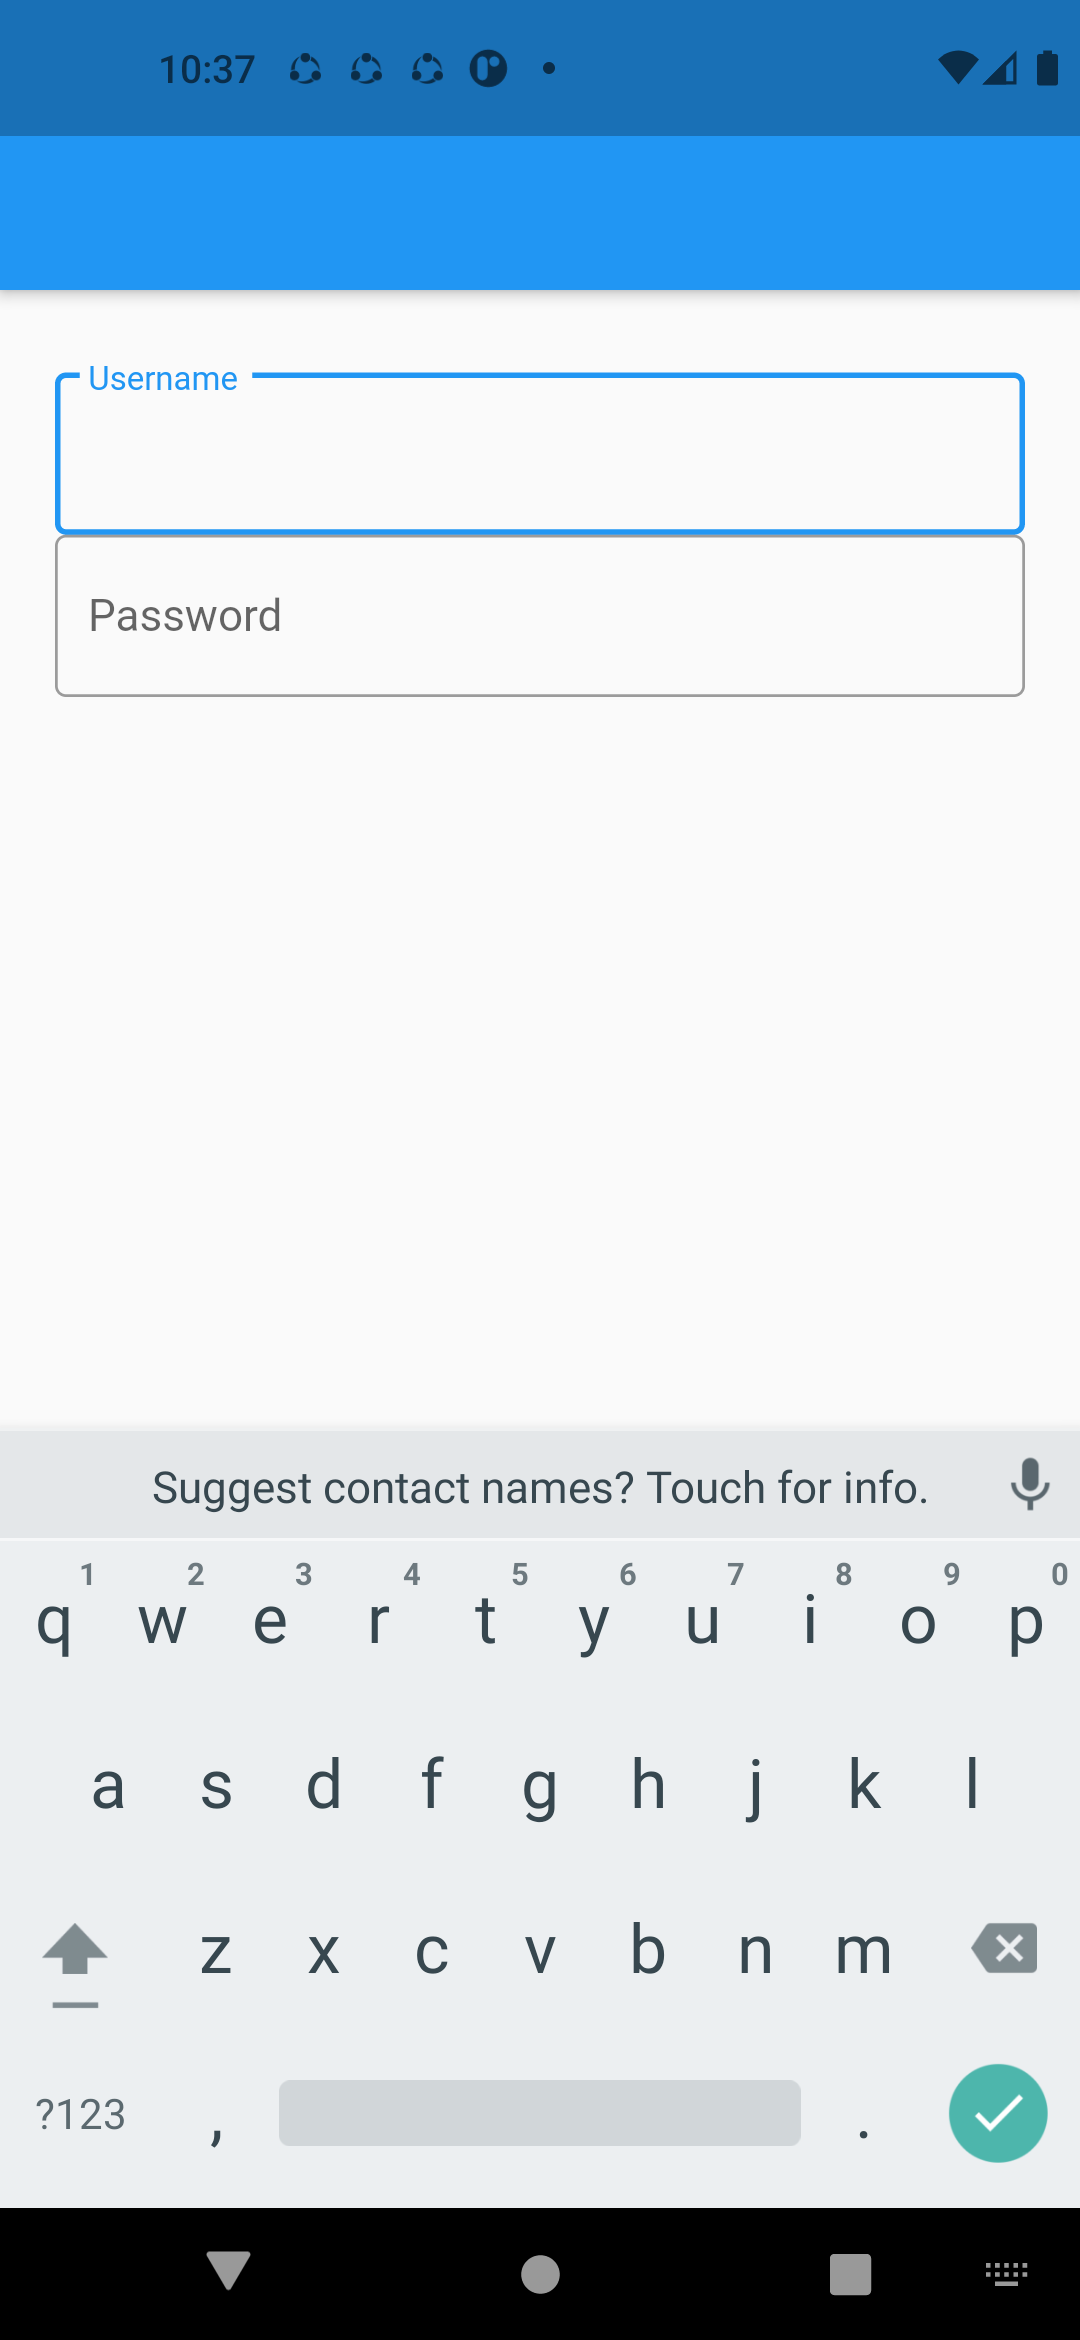 10:37
Username
Password
Suggest contact names? Touch for info.
1 2 3 4 5 6 7 8 9 0
q w e r t y u i o p
a s d f g h j k l
z x c v b n m
?123 , .